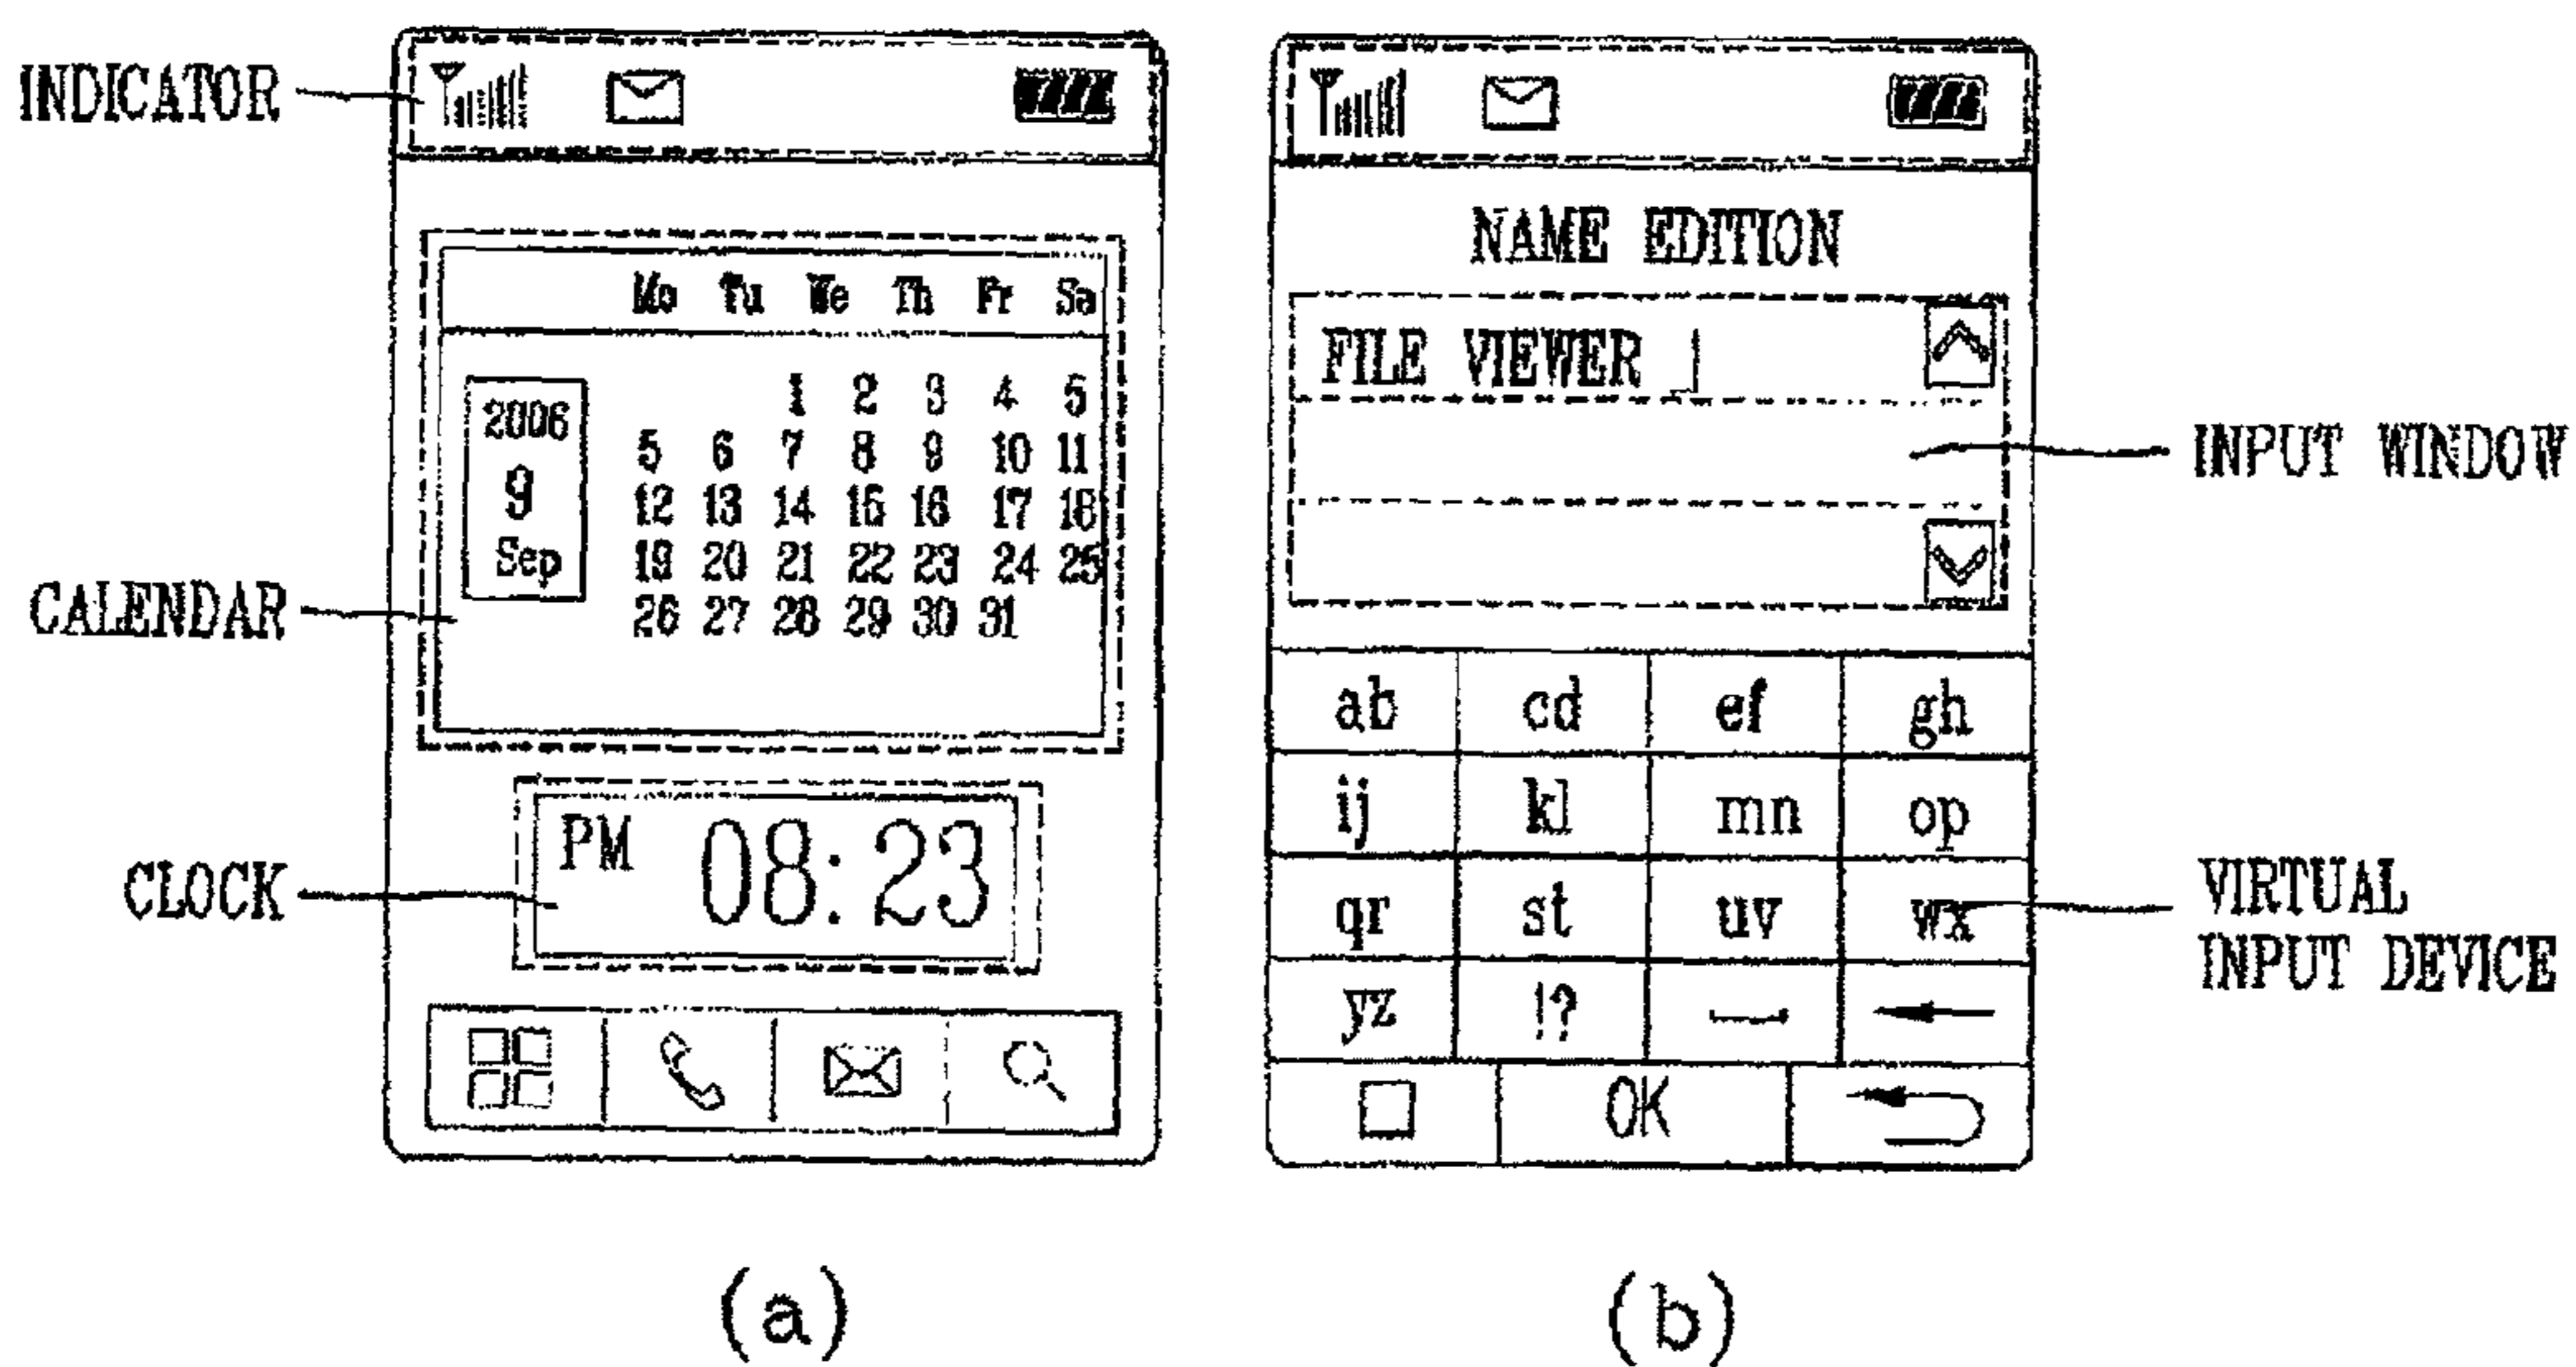 INDICATOR
Mo Tu We Th Fr Sa
2006
9
Sep
1 2 3 4 5
5 6 7 8 9 10 11
12 13 14 15 16 17 18
19 20 21 22 23 24 25
26 27 28 29 30 31
CALENDAR
PM 08:23
CLOCK
(a)
NAME EDITION
FILE VIEWER
INPUT WINDOW
ab cd ef gh
ij kl mn op
qr st uv wx
yz !?
OK
VIRTUAL
INPUT DEVICE
(b)